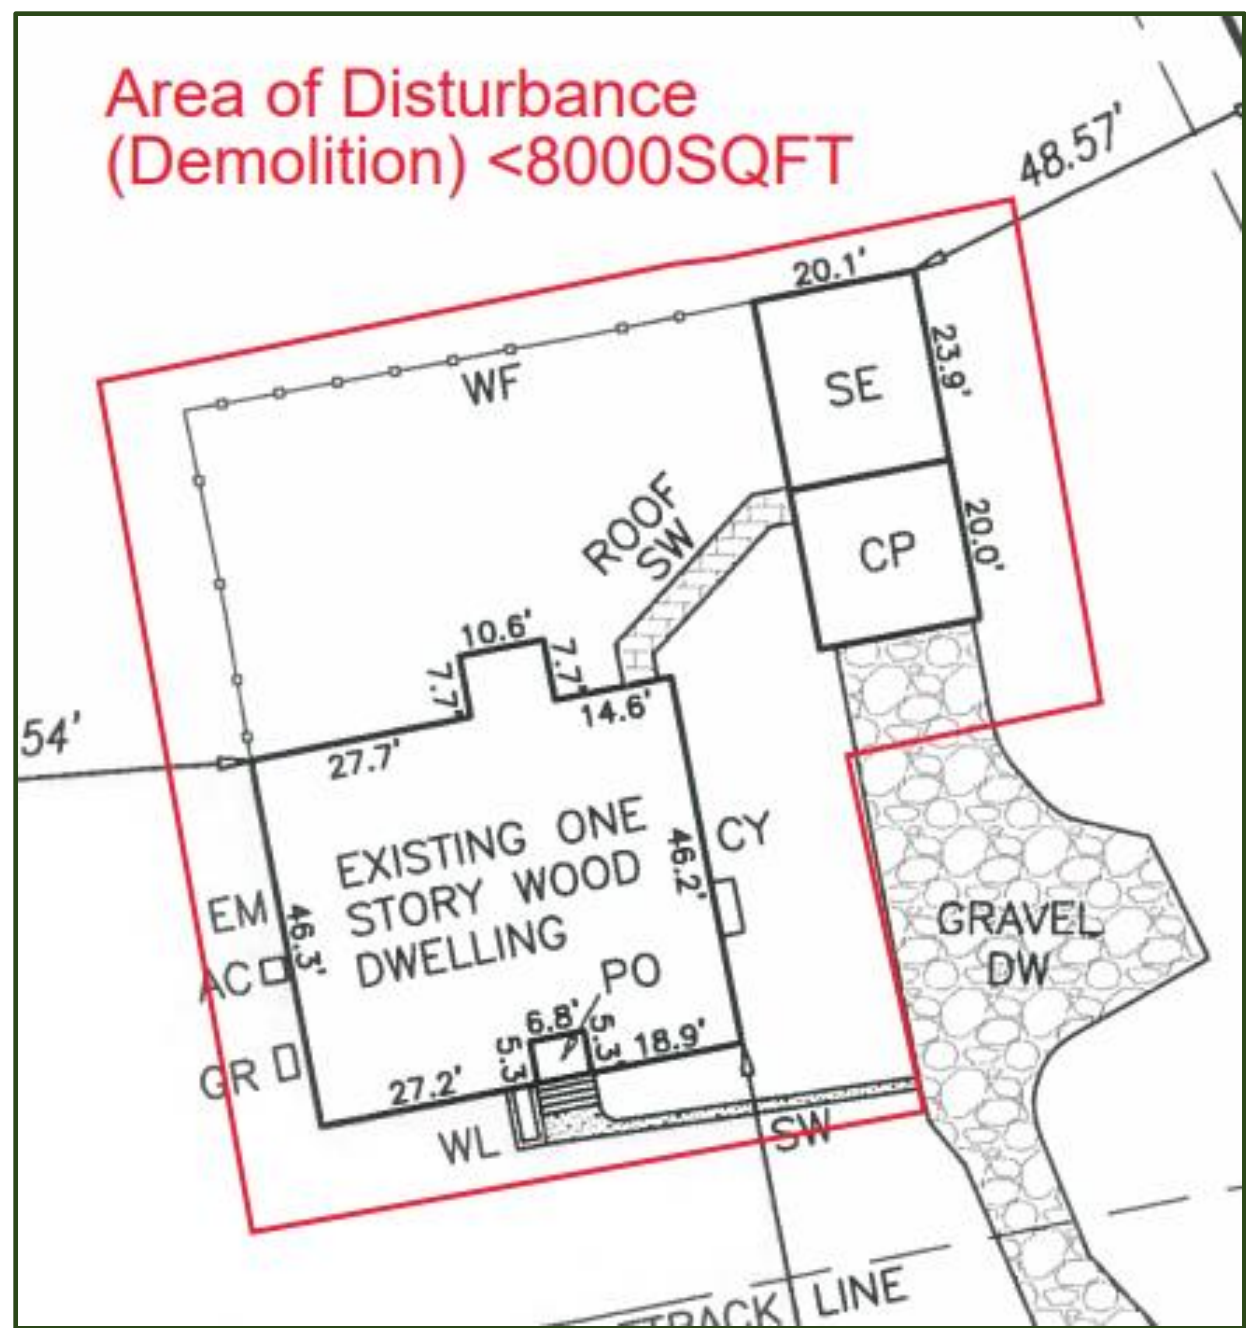 Area of Disturbance
(Demolition) <8000SQFT
48.57'
20.1'
23.9'
WF
SE
ROOF
SW
20.0'
CP
10.6'
7.7'
7.7'
14.6'
54'
27.7'
EXISTING ONE
STORY WOOD
DWELLING
46.2'
CY
EM
46.3'
AC
GRAVEL
DW
PO
6.8'
5.3
5.3'
18.9'
GR
27.2'
WL
SW
LINE